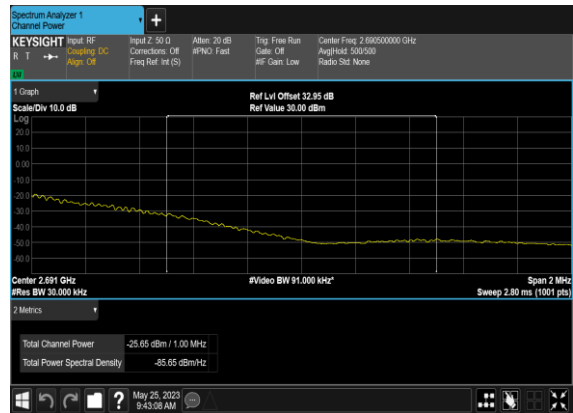 Spectrum Analyzer 1
Channel Power
+
KEYSIGHT Input: RF Input Z: 50 Ω Atten: 20 dB Trig: Free Run Center Freq: 2.690500000 GHz
R T Coupling: DC Corrections: Off #PNO: Fast Gate: Off Avg|Hold: 500/500
Align: Off Freq Ref: Int (S) #IF Gain: Low Radio Std: None
LW
1 Graph
Ref Lvl Offset 32.95 dB
Scale/Div 10.0 dB Ref Value 30.00 dBm
Log
20.0
10.0
0.00
-10.0
-20.0
-30.0
-40.0
-50.0
-60.0
Center 2.691 GHz #Video BW 91.000 kHz* Span 2 MHz
#Res BW 30.000 kHz Sweep 2.80 ms (1001 pts)
2 Metrics
Total Channel Power -25.65 dBm / 1.00 MHz
Total Power Spectral Density -85.65 dBm/Hz
? May 25, 2023
9:43:08 AM